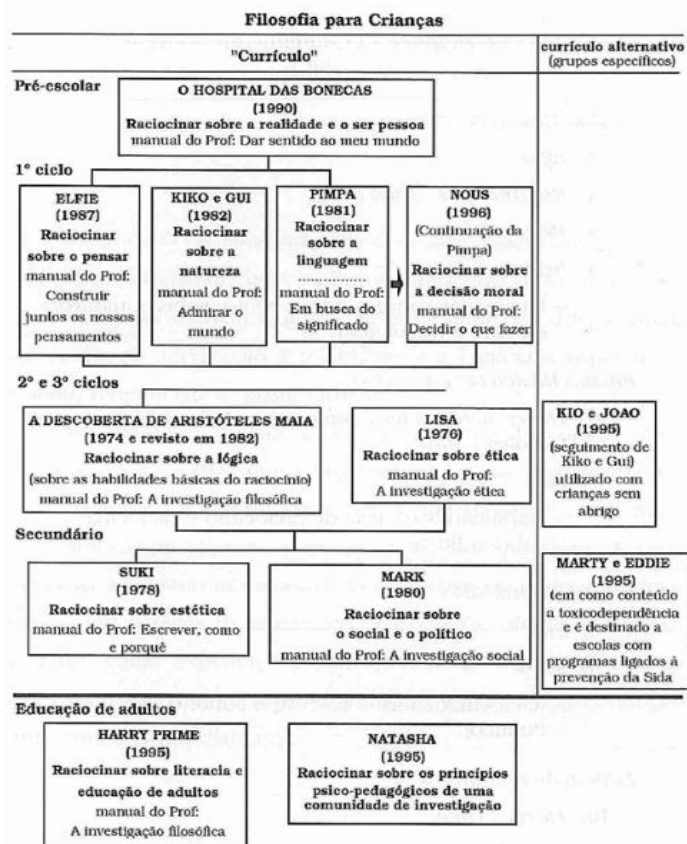 Filosofia para Crianças
"Currículo"
currículo alternativo
(grupos específicos)
Pré-escolar
O HOSPITAL DAS BONECAS
(1990)
Raciocinar sobre a realidade e o ser pessoa
manual do Prof: Dar sentido ao meu mundo
1º ciclo
ELFIE
(1987)
Raciocinar
sobre o pensar
manual do Prof:
Construir
juntos os nossos
pensamentos
KIKO e GUI
(1982)
Raciocinar
sobre a
natureza
manual do Prof:
Admirar o
mundo
PIMPA
(1981)
Raciocinar
sobre a
linguagem
manual do Prof:
Em busca do
significado
NOUS
(1996)
(Continuação da
Pimpa)
Raciocinar sobre
a decisão moral
manual do Prof:
Decidir o que fazer
2º e 3º ciclos
A DESCOBERTA DE ARISTÓTELES MAIA
(1974 e revisto em 1982)
Raciocinar sobre a lógica
(sobre as habilidades básicas do raciocínio)
manual do Prof: A investigação filosófica
LISA
(1976)
Raciocinar sobre ética
manual do Prof:
A investigação ética
KIO e JOAO
(1995)
(seguimento de
Kiko e Gui)
utilizado com
crianças sem
abrigo
Secundário
SUKI
(1978)
Raciocinar sobre estética
manual do Prof: Escrever, como
e porquê
MARK
(1980)
Raciocinar sobre
o social e o político
manual do Prof: A investigação social
MARTY e EDDIE
(1995)
tem como conteúdo
a toxicodependência
e é destinado a
escolas com
programas ligados à
prevenção da Sida
Educação de adultos
HARRY PRIME
(1995)
Raciocinar sobre literacia e
educação de adultos
manual do Prof:
A investigação filosófica
NATASHA
(1995)
Raciocinar sobre os princípios
psico-pedagógicos de uma
comunidade de investigação